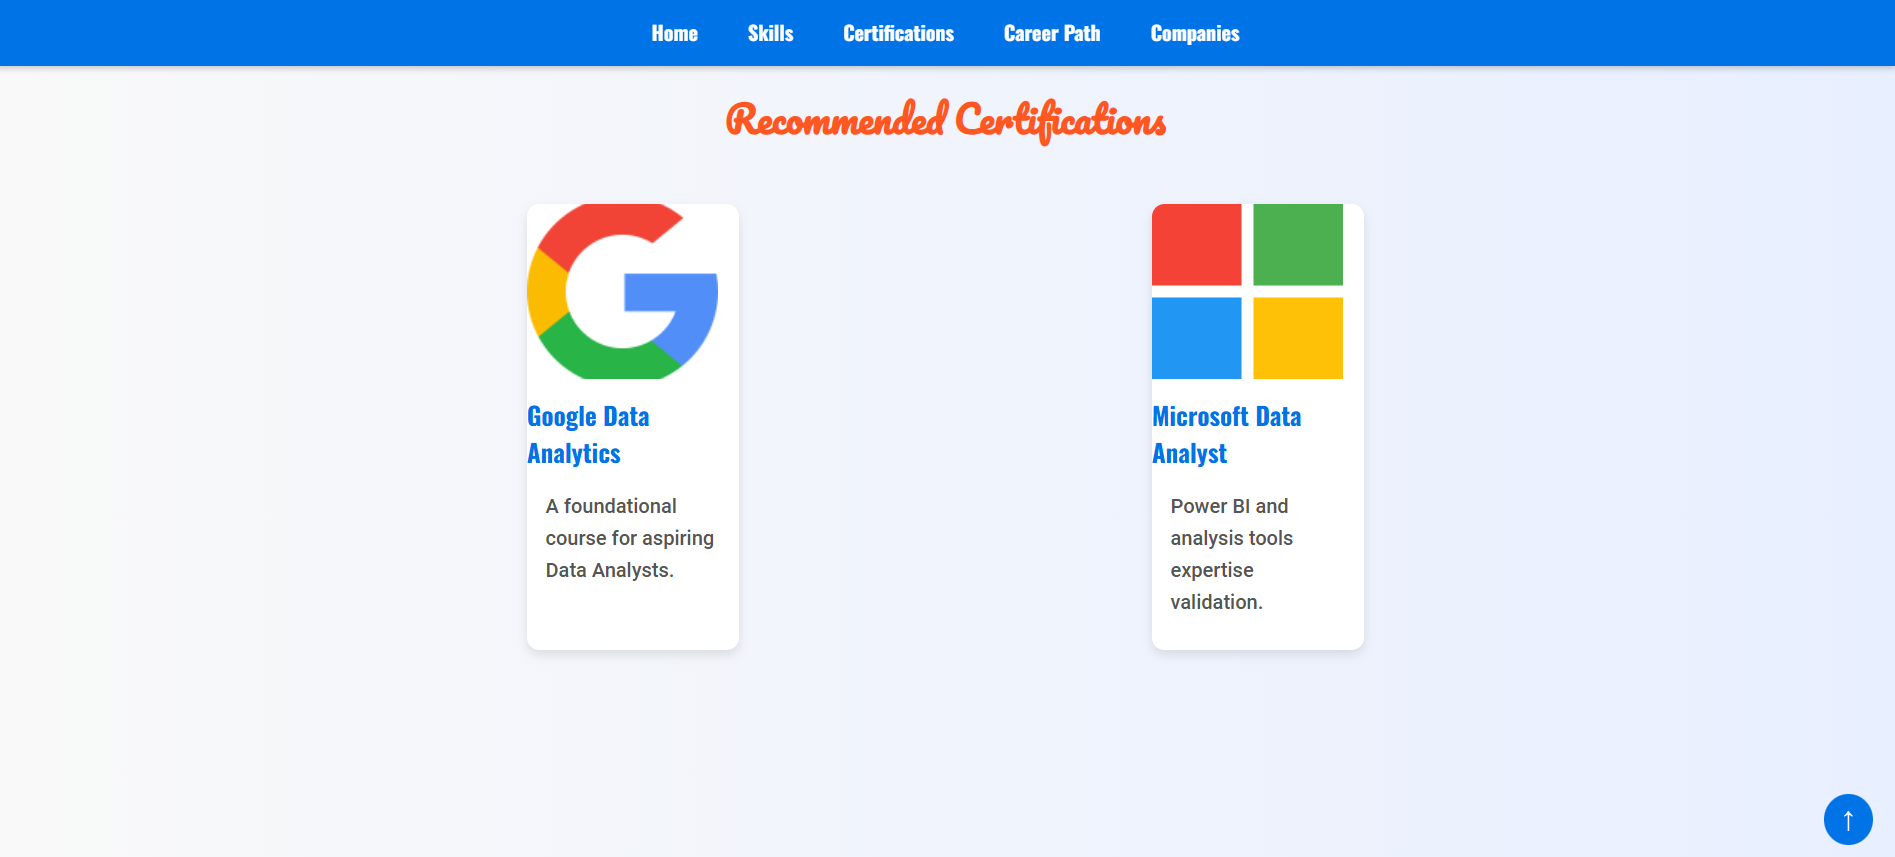 Home Skills Certifications Career Path Companies
Recommended Certifications
Google Data
Analytics
A foundational
course for aspiring
Data Analysts.
Microsoft Data
Analyst
Power BI and
analysis tools
expertise
validation.
↑